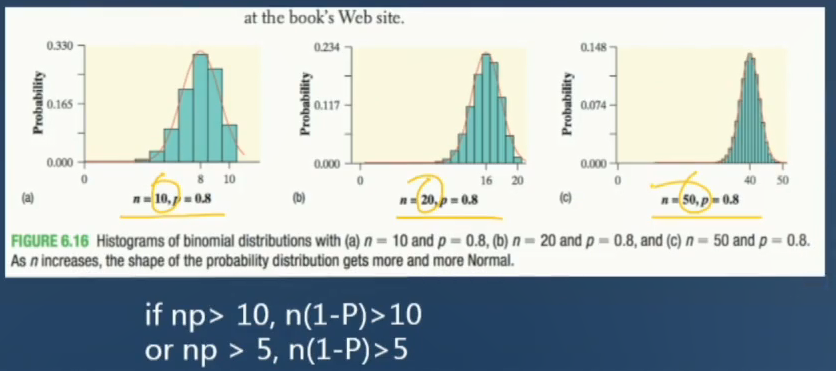 at the book's Web site.
0.330
0.165
0.000
Probability
0
8
10
(a)
n = 10, p = 0.8
0.234
0.117
0.000
Probability
0
16
20
(b)
n = 20, p = 0.8
0.148
0.074
0.000
Probability
0
40
50
(c)
n = 50, p = 0.8
FIGURE 6.16 Histograms of binomial distributions with (a) n = 10 and p = 0.8, (b) n = 20 and p = 0.8, and (c) n = 50 and p = 0.8.
As n increases, the shape of the probability distribution gets more and more Normal.
if np> 10, n(1-P)>10
or np > 5, n(1-P)>5